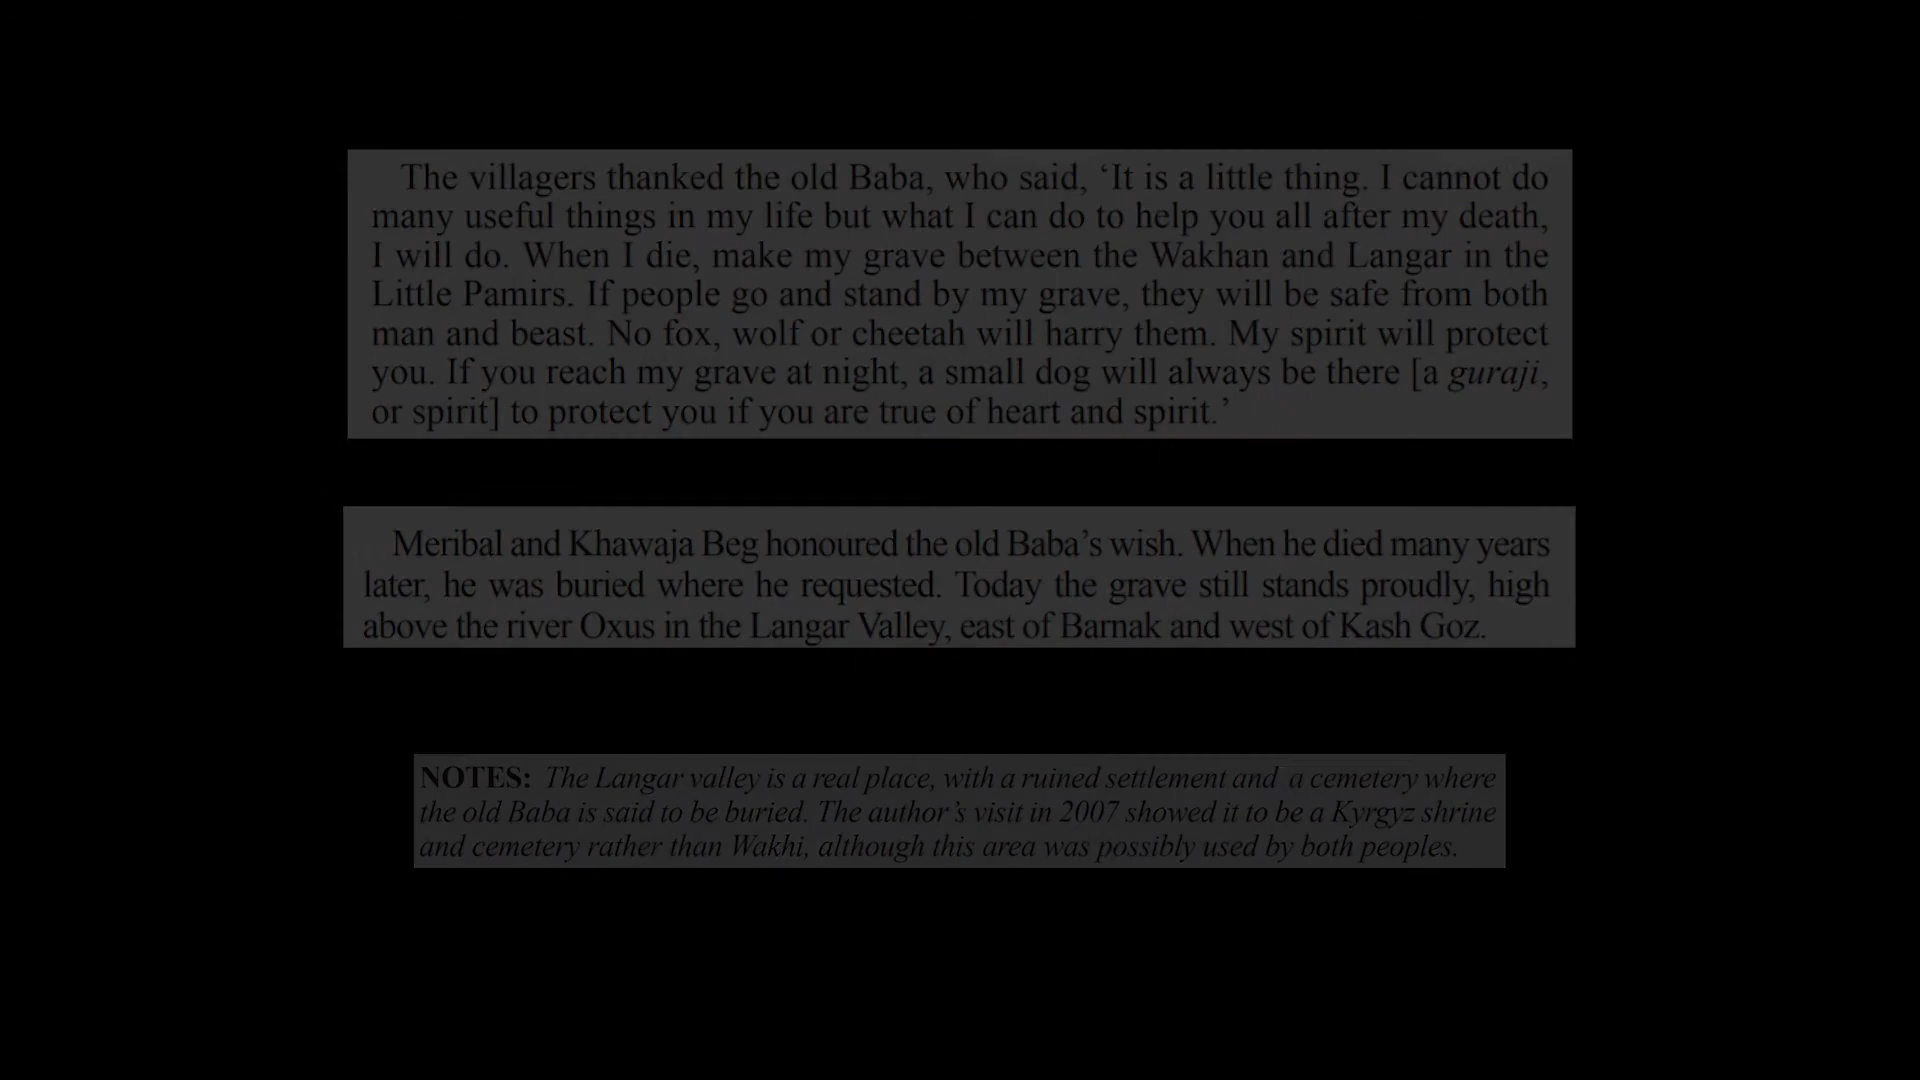 The villagers thanked the old Baba, who said, ‘It is a little thing. I cannot do
many useful things in my life but what I can do to help you all after my death,
I will do. When I die, make my grave between the Wakhan and Langar in the
Little Pamirs. If people go and stand by my grave, they will be safe from both
man and beast. No fox, wolf or cheetah will harry them. My spirit will protect
you. If you reach my grave at night, a small dog will always be there [a guraji,
or spirit] to protect you if you are true of heart and spirit.’
Meribal and Khawaja Beg honoured the old Baba’s wish. When he died many years
later, he was buried where he requested. Today the grave still stands proudly, high
above the river Oxus in the Langar Valley, east of Barnak and west of Kash Goz.
NOTES: The Langar valley is a real place, with a ruined settlement and a cemetery where
the old Baba is said to be buried. The author’s visit in 2007 showed it to be a Kyrgyz shrine
and cemetery rather than Wakhi, although this area was possibly used by both peoples.